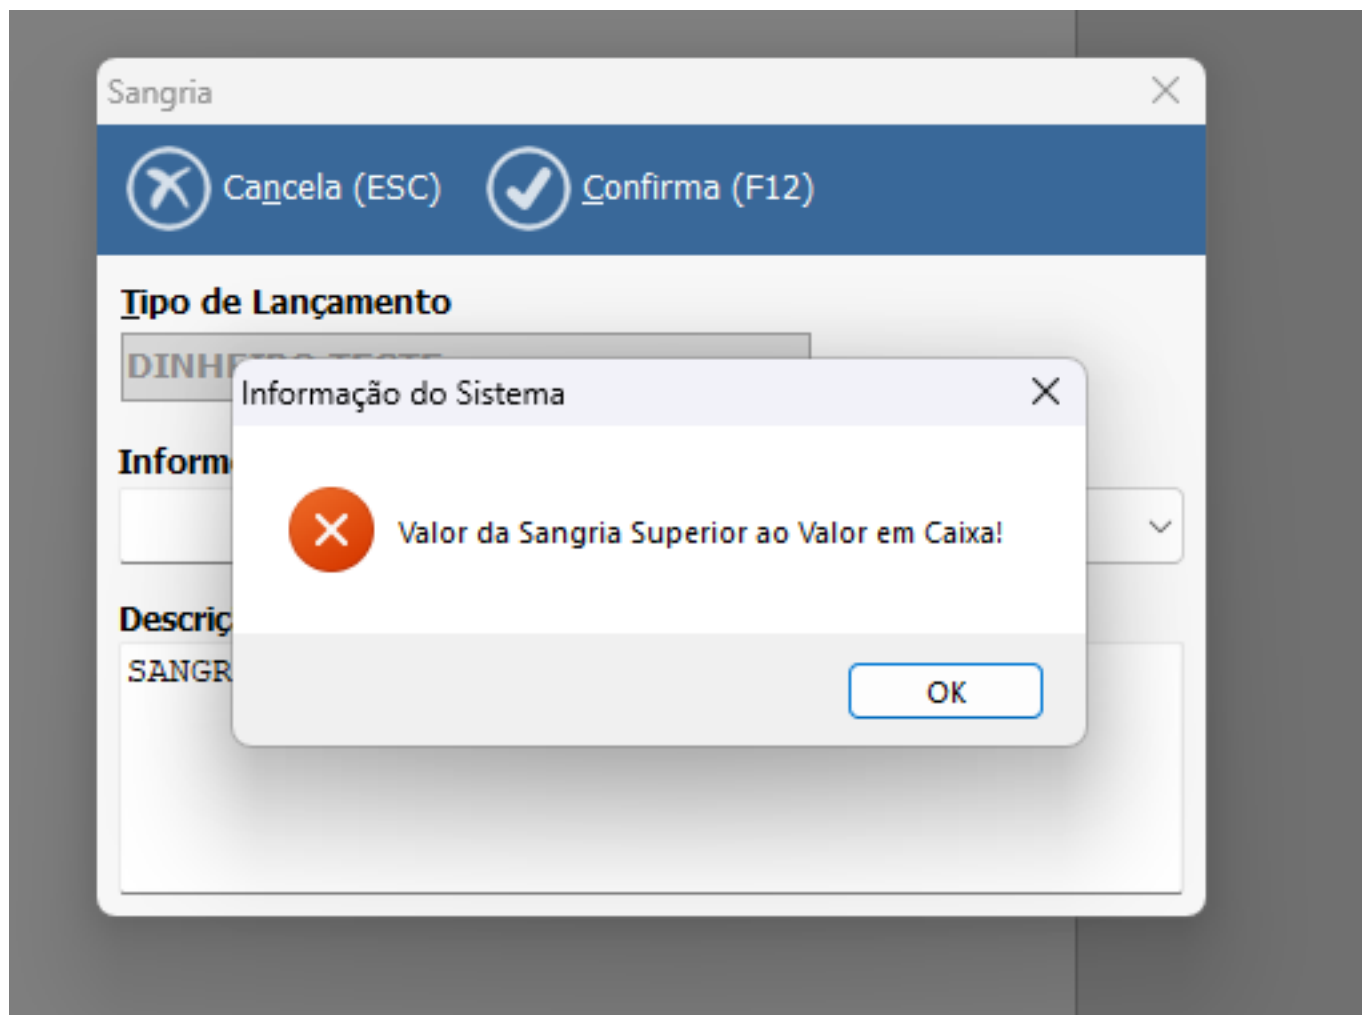 Sangria
Cancela (ESC) Confirma (F12)
Tipo de Lançamento
Informação do Sistema
Valor da Sangria Superior ao Valor em Caixa!
OK